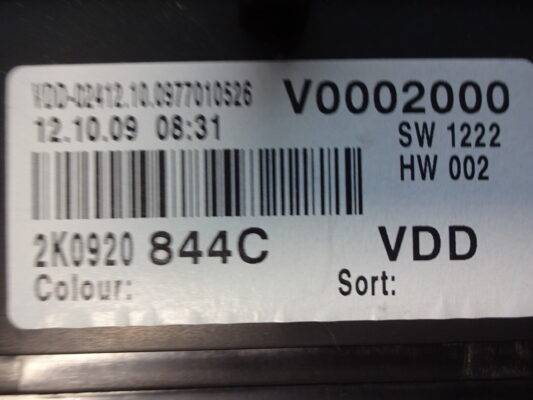 VDD-02412.10.0977010526
V0002000
12.10.09 08:31
SW 1222
HW 002
2K0920 844C
VDD
Colour:
Sort: